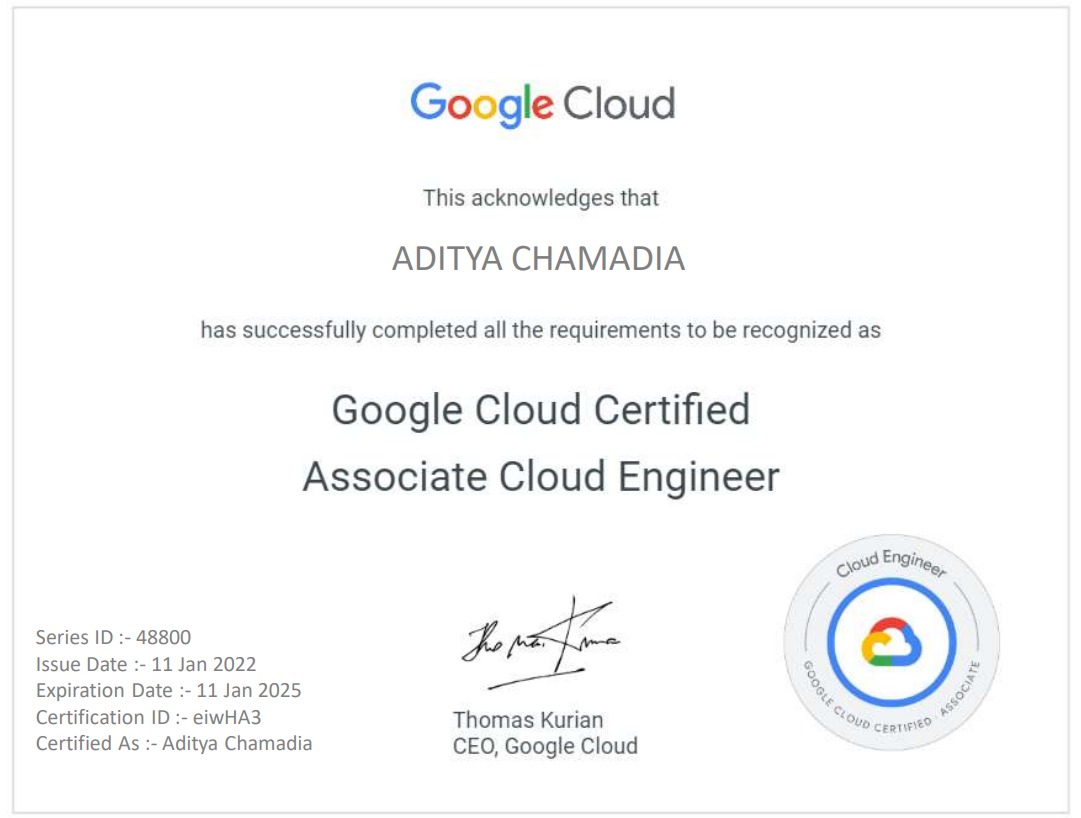 Google Cloud
This acknowledges that
ADITYA CHAMADIA
has successfully completed all the requirements to be recognized as
Google Cloud Certified
Associate Cloud Engineer
Series ID :- 48800
Issue Date :- 11 Jan 2022
Expiration Date :- 11 Jan 2025
Certification ID :- eiwHA3
Certified As :- Aditya Chamadia
Thomas Kurian
Thomas Kurian
CEO, Google Cloud
Cloud Engineer
GOOGLE CLOUD CERTIFIED · ASSOCIATE